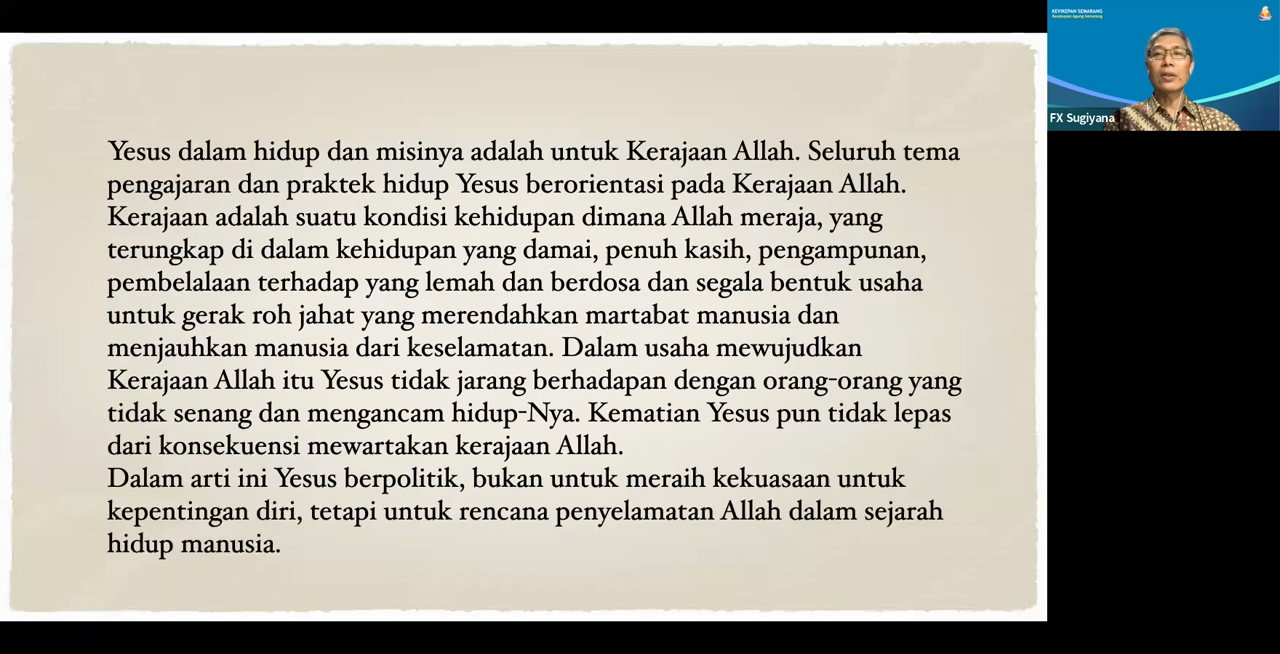 Yesus dalam hidup dan misinya adalah untuk Kerajaan Allah. Seluruh tema
pengajaran dan praktek hidup Yesus berorientasi pada Kerajaan Allah.
Kerajaan adalah suatu kondisi kehidupan dimana Allah meraja, yang
terungkap di dalam kehidupan yang damai, penuh kasih, pengampunan,
pembelalaan terhadap yang lemah dan berdosa dan segala bentuk usaha
untuk gerak roh jahat yang merendahkan martabat manusia dan
menjauhkan manusia dari keselamatan. Dalam usaha mewujudkan
Kerajaan Allah itu Yesus tidak jarang berhadapan dengan orang-orang yang
tidak senang dan mengancam hidup-Nya. Kematian Yesus pun tidak lepas
dari konsekuensi mewartakan kerajaan Allah.
Dalam arti ini Yesus berpolitik, bukan untuk meraih kekuasaan untuk
kepentingan diri, tetapi untuk rencana penyelamatan Allah dalam sejarah
hidup manusia.
KEVIKEPAN SEMARANG
Keuskupan Agung Semarang
FX Sugiyana